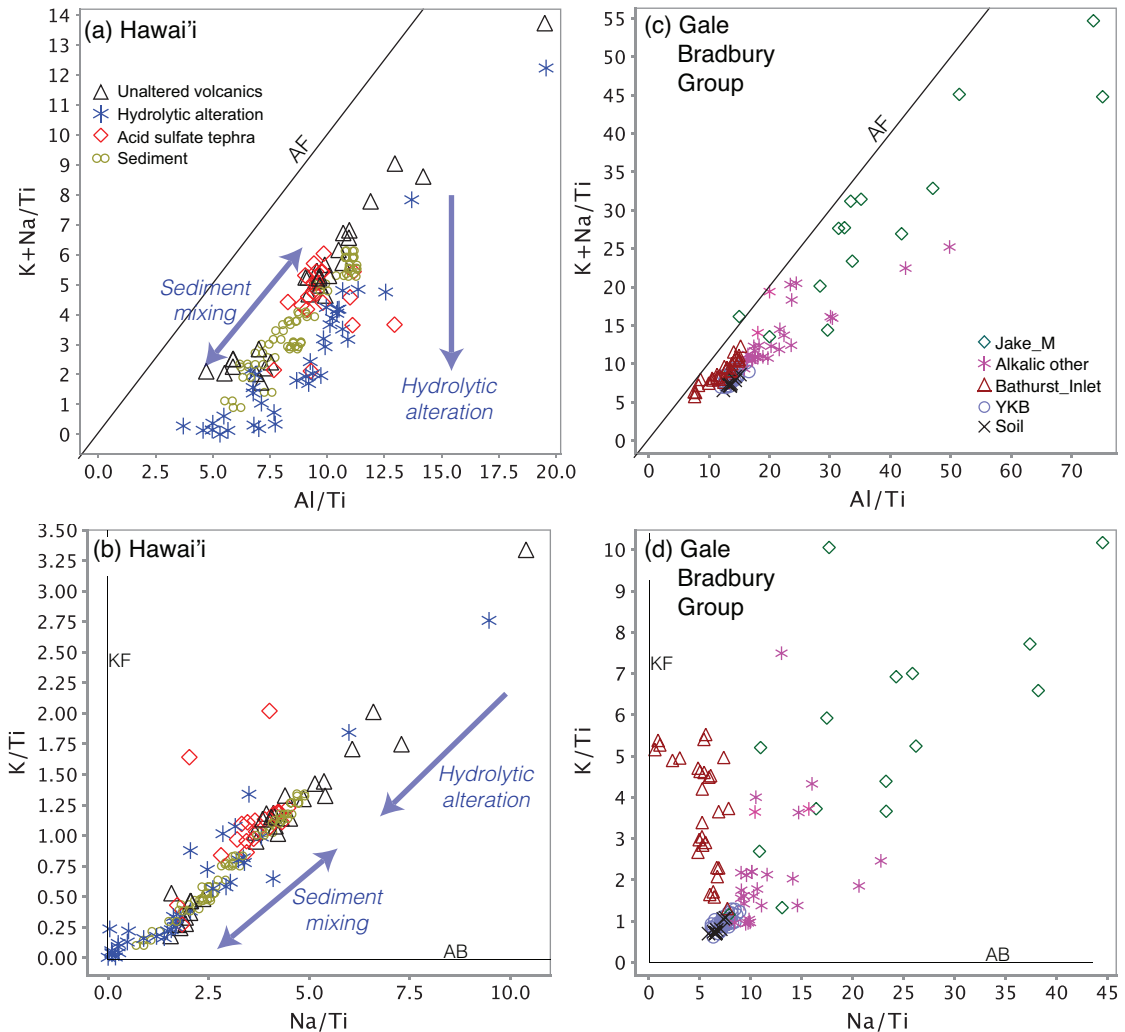 (a) Hawai'i
Unaltered volcanics
Hydrolytic alteration
Acid sulfate tephra
Sediment
AF
Sediment
mixing
Hydrolytic
alteration
14
13
12
11
10
9
8
7
6
5
4
3
2
1
0
K+Na/Ti
0.0 2.5 5.0 7.5 10.0 12.5 15.0 17.5 20.0
Al/Ti
(c) Gale
Bradbury
Group
AF
Jake_M
Alkalic other
Bathurst_Inlet
YKB
Soil
55
50
45
40
35
30
25
20
15
10
5
0
K+Na/Ti
0 10 20 30 40 50 60 70
Al/Ti
(b) Hawai'i
KF
Hydrolytic
alteration
Sediment
mixing
AB
3.50
3.25
3.00
2.75
2.50
2.25
2.00
1.75
1.50
1.25
1.00
0.75
0.50
0.25
0.00
K/Ti
0.0 2.5 5.0 7.5 10.0
Na/Ti
(d) Gale
Bradbury
Group
KF
AB
10
9
8
7
6
5
4
3
2
1
0
K/Ti
0 5 10 15 20 25 30 35 40 45
Na/Ti